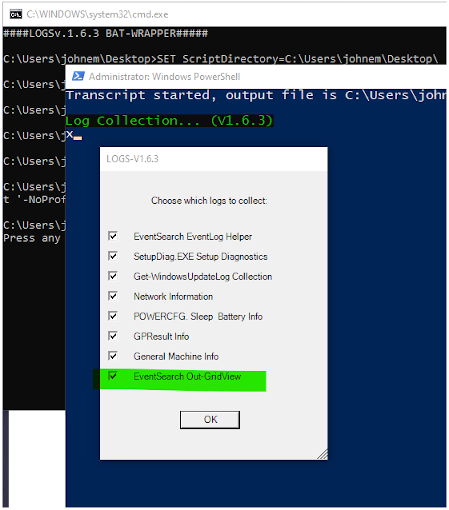 C:\WINDOWS\system32\cmd.exe
####LOGSv.1.6.3 BAT-WRAPPER#####
C:\Users\johnem\Desktop>SET ScriptDirectory=C:\Users\johnem\Desktop\
Administrator: Windows PowerShell
C:\Users\j
Transcript started, output file is C:\Users\john
C:\Users\j
Log Collection... (V1.6.3)
C:\Users\j
x_
C:\Users\j
C:\Users\j
C:\Users\j
t '-NoProf
C:\Users\j
Press any
LOGS-V1.6.3
Choose which logs to collect:
EventSearch EventLog Helper
SetupDiag.EXE Setup Diagnostics
Get-WindowsUpdateLog Collection
Network Information
POWERCFG. Sleep Battery Info
GPResult Info
General Machine Info
EventSearch Out-GridView
OK